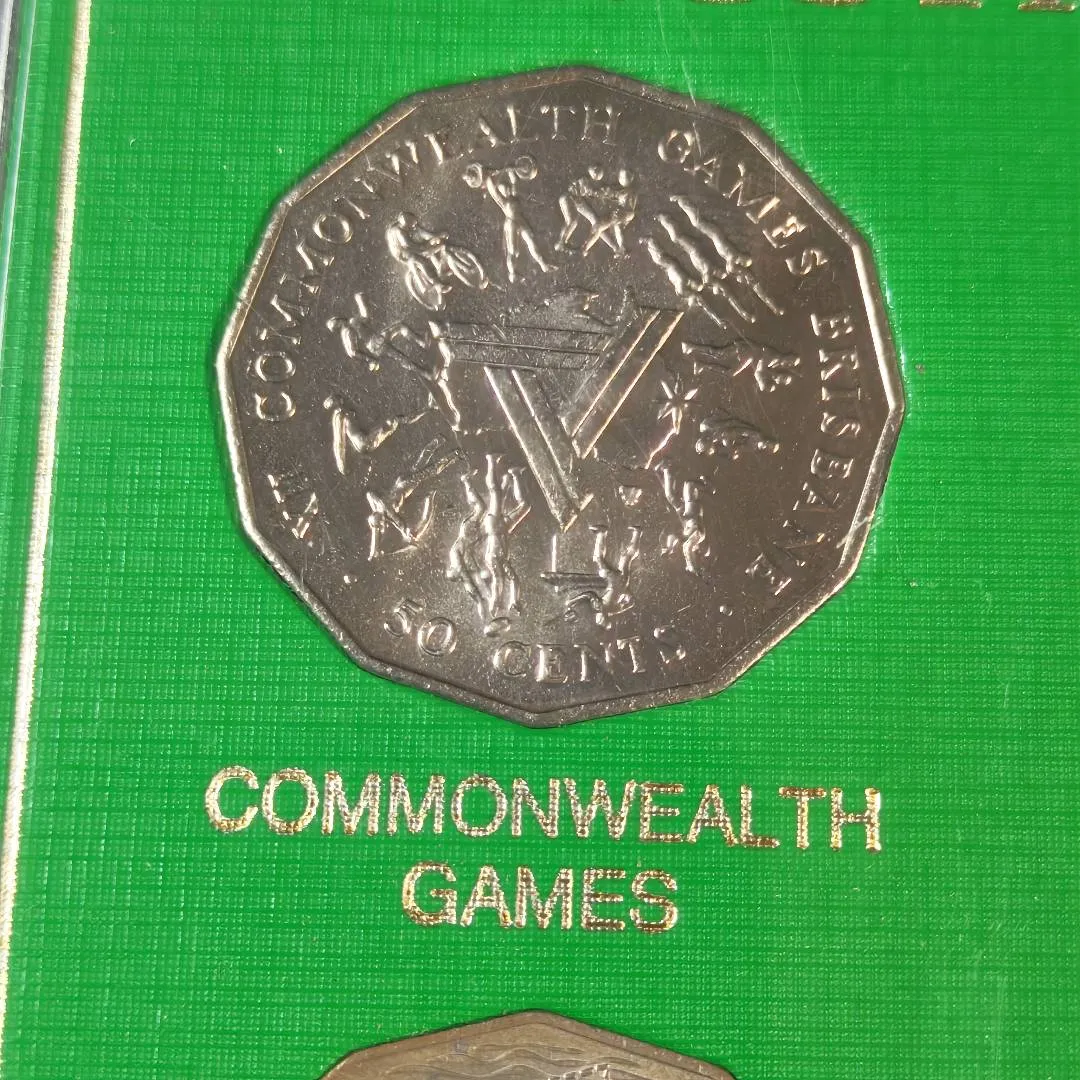 XII COMMONWEALTH GAMES BRISBANE
50 CENTS
COMMONWEALTH
GAMES